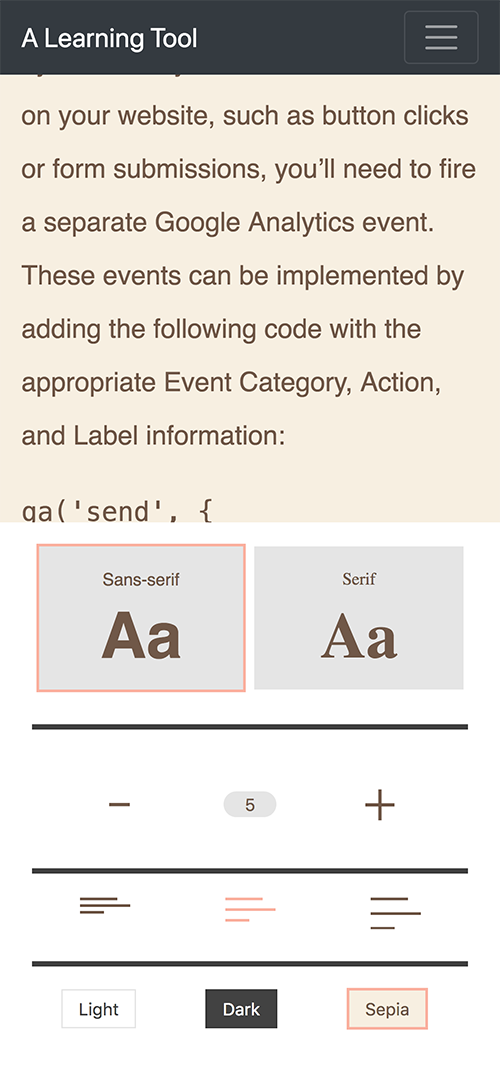 A Learning Tool
on your website, such as button clicks
or form submissions, you’ll need to fire
a separate Google Analytics event.
These events can be implemented by
adding the following code with the
appropriate Event Category, Action,
and Label information:
ga('send', {
Sans-serif
Aa
Serif
Aa
5
Light
Dark
Sepia